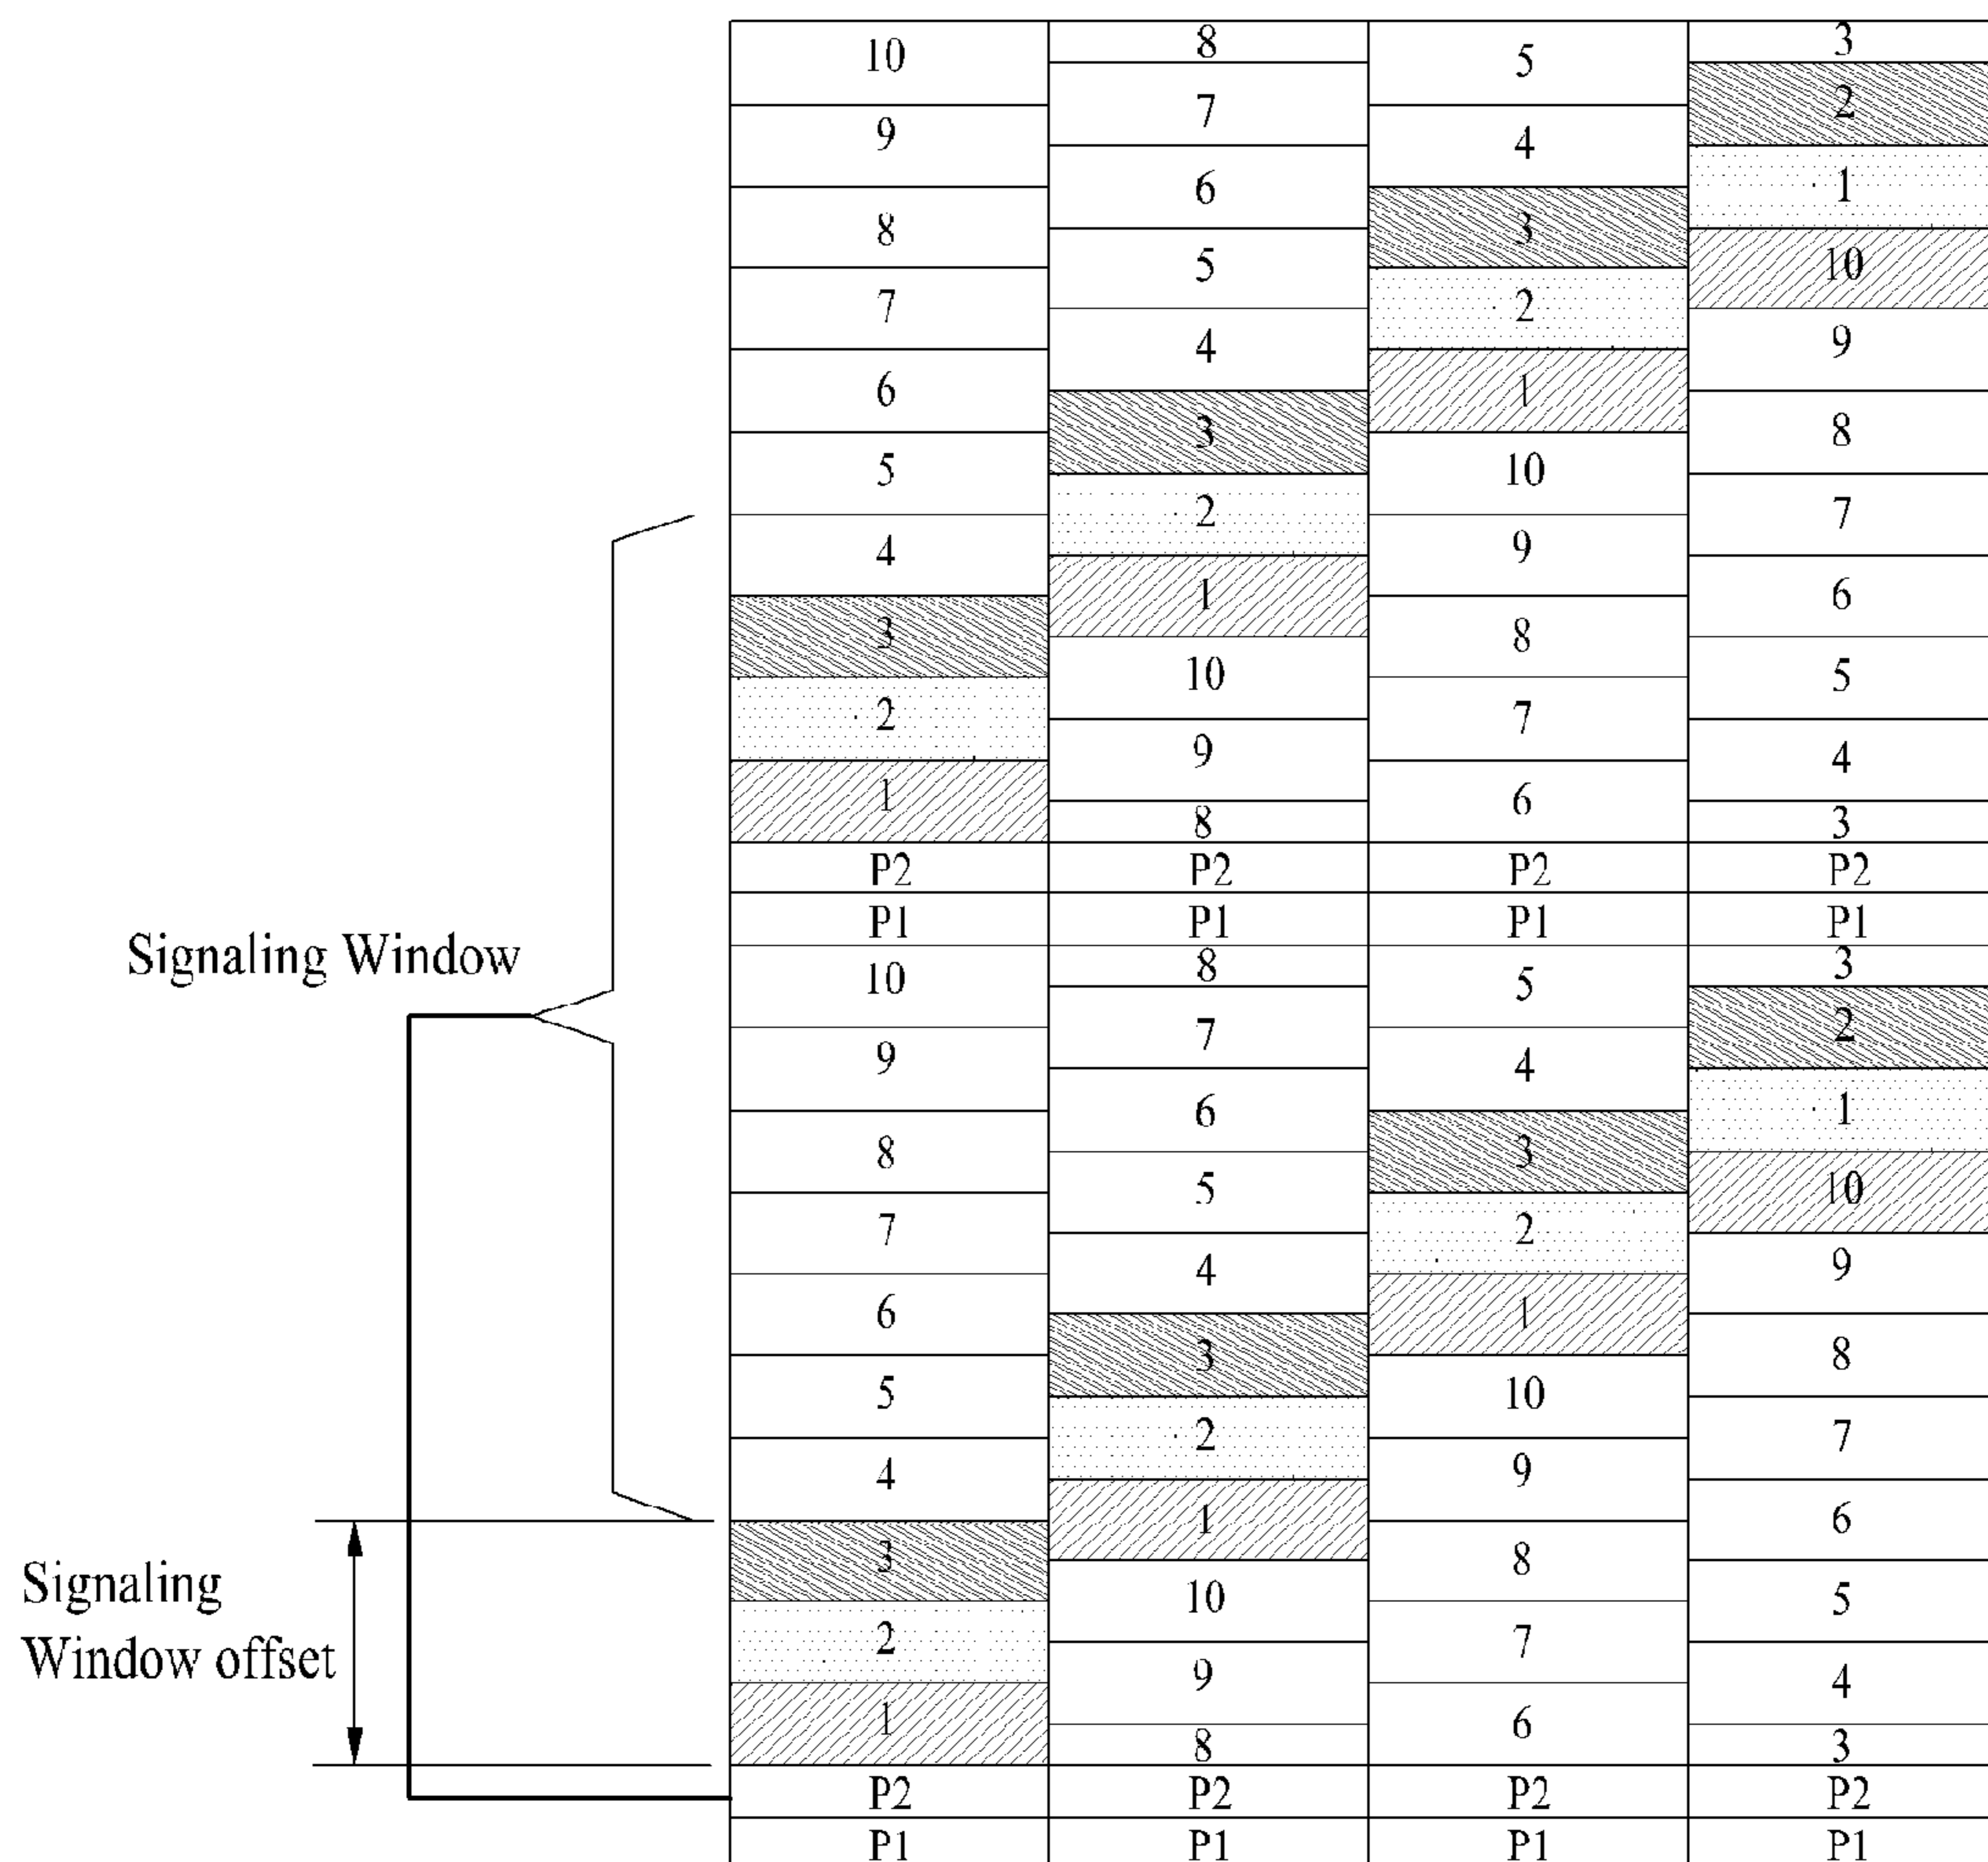 10 8 5 3
9 7 4 2
8 6 3 1
7 5 2 10
6 4 1 9
5 3 10 8
4 2 9 7
3 1 8 6
2 10 7 5
1 9 6 4
8 3
P2 P2 P2 P2
P1 P1 P1 P1
Signaling Window
10 8 5 3
9 7 4 2
8 6 3 1
7 5 2 10
6 4 1 9
5 3 10 8
4 2 9 7
3 1 8 6
2 10 7 5
1 9 6 4
8 3
Signaling
Window offset
P2 P2 P2 P2
P1 P1 P1 P1